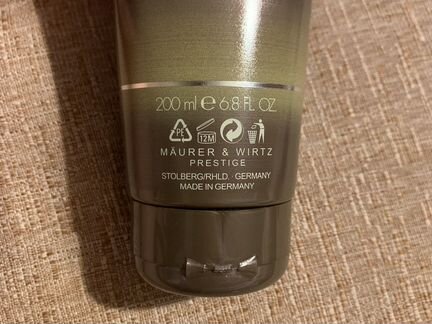 200 ml ℮ 6.8 FL. OZ.
PE 12M
MÄURER & WIRTZ
PRESTIGE
STOLBERG/RHLD. · GERMANY
MADE IN GERMANY